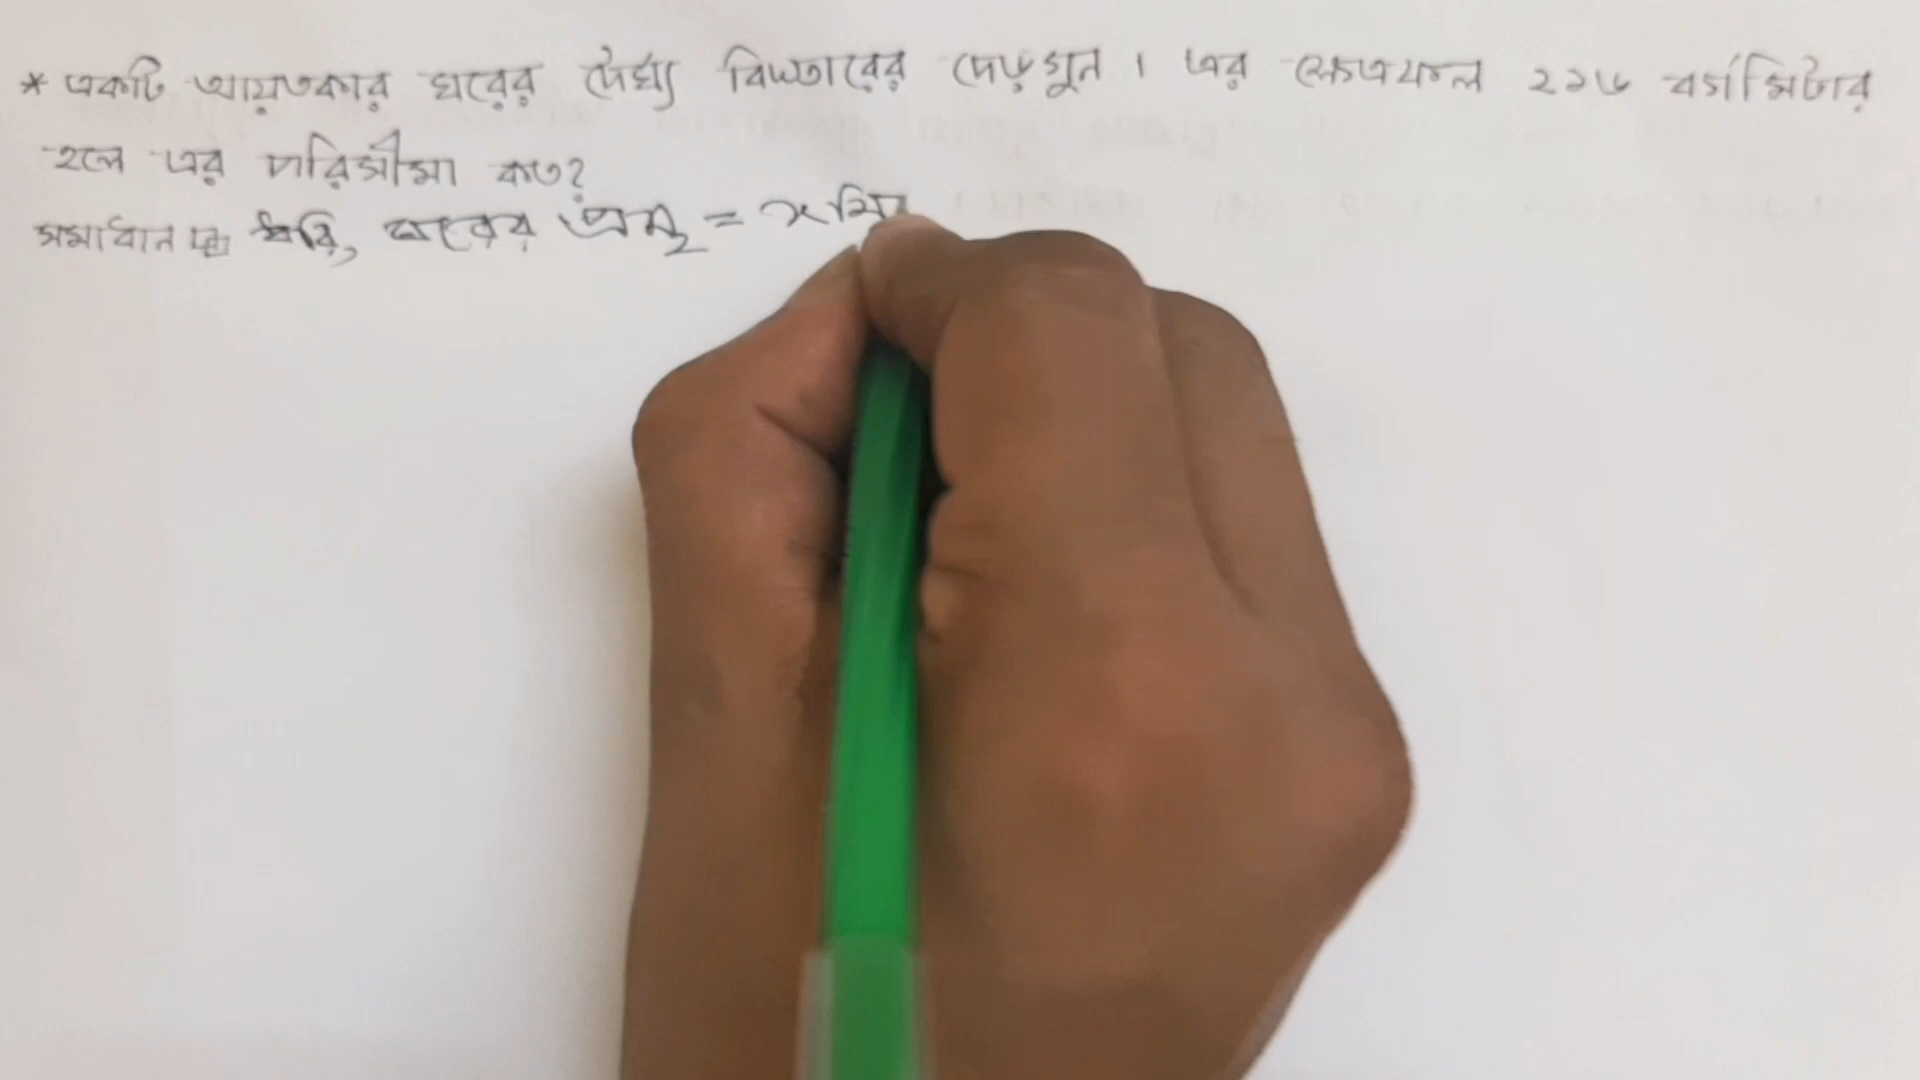 * একটি আয়তকার ঘরের দৈর্ঘ্য বিস্তারের দেড়গুন । এর ক্ষেত্রফল ২১৬ বর্গমিটার
হলে এর পরিসীমা কত?
সমাধান ধরি, ঘরের প্রস্থ = x মি